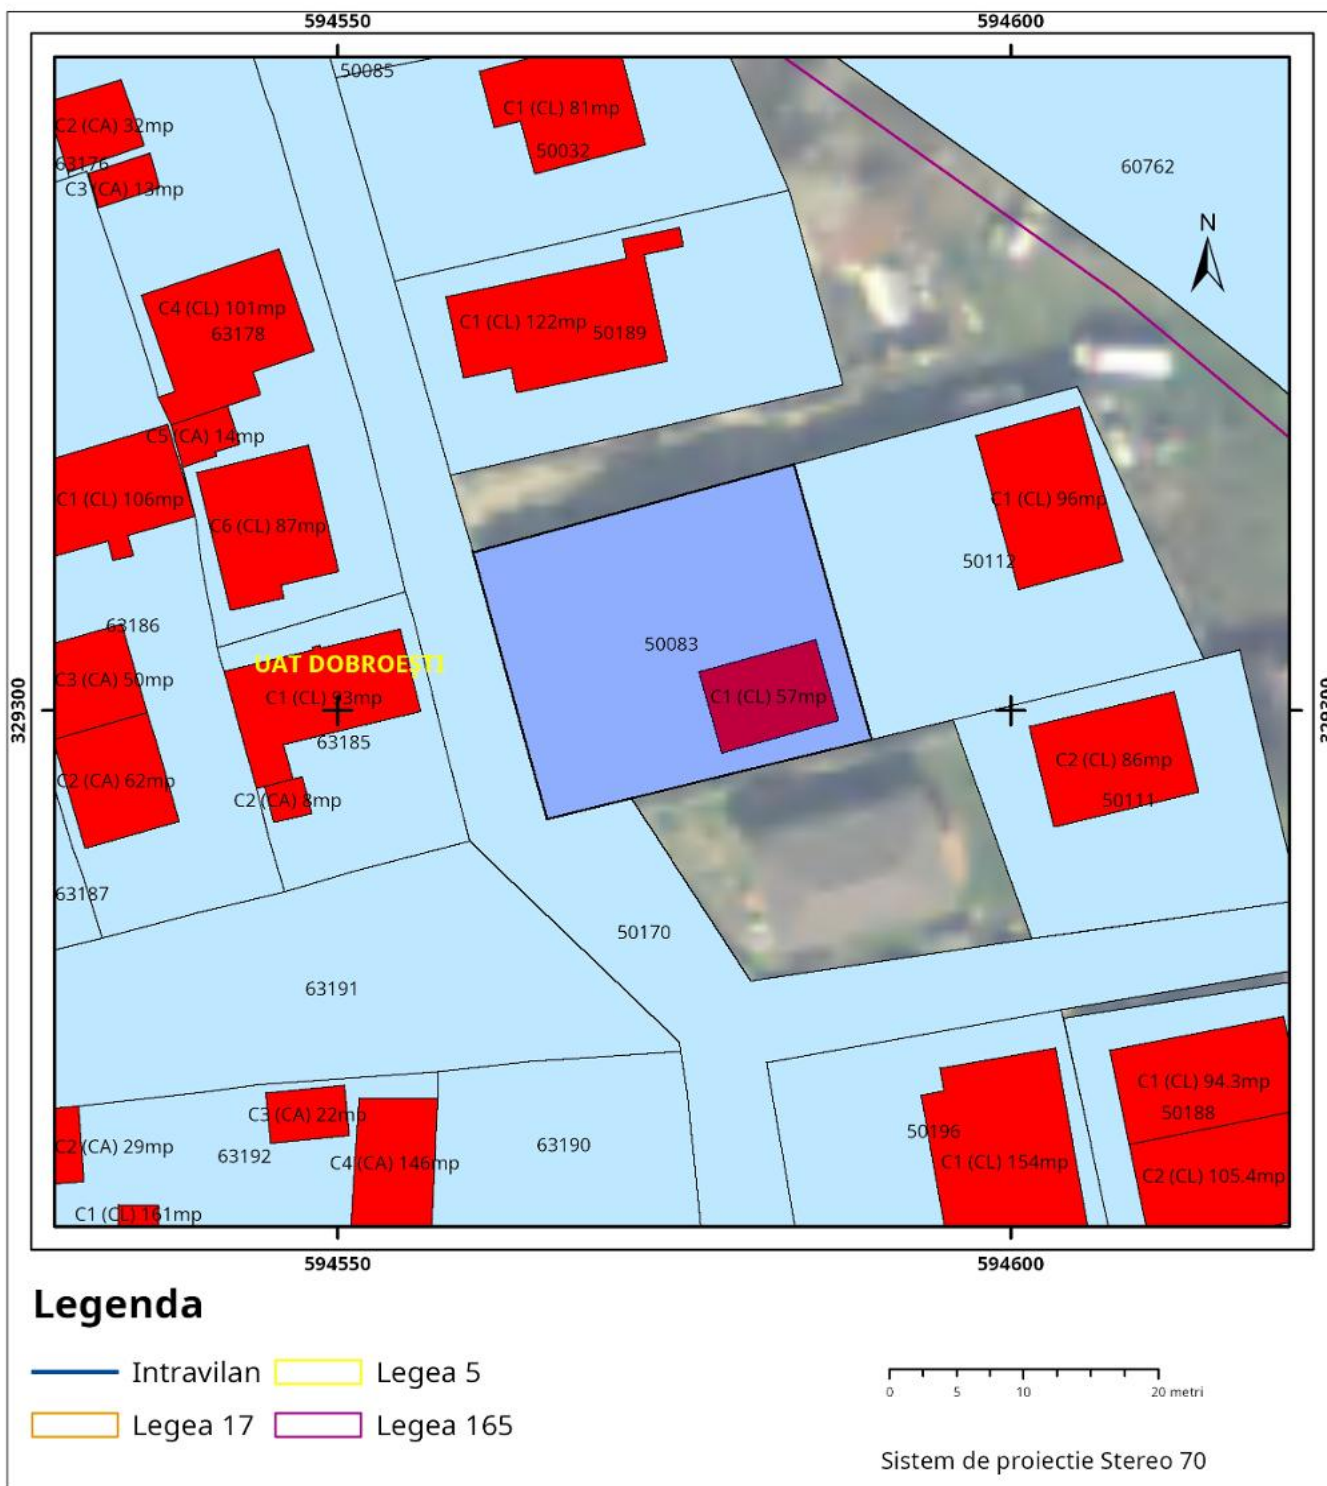 594550
594600
50085
C1 (CL) 81mp
C2 (CA) 32mp
50032
63176
60762
C3 (CA) 13mp
N
C4 (CL) 101mp
C1 (CL) 122mp
63178
50189
C5 (CA) 14mp
C1 (CL) 106mp
C1 (CL) 96mp
C6 (CL) 87mp
50112
63186
50083
UAT DOBROEȘTI
C3 (CA) 50mp
C1 (CL) 93mp
C1 (CL) 57mp
329300
329300
63185
C2 (CL) 86mp
C2 (CA) 62mp
C2 (CA) 8mp
50111
63187
50170
63191
C1 (CL) 94.3mp
C3 (CA) 22mp
50188
50196
C2 (CA) 29mp
63192
63190
C4 (CA) 146mp
C1 (CL) 154mp
C2 (CL) 105.4mp
C1 (CL) 161mp
594550
594600
Legenda
Intravilan
Legea 5
0 5 10 20 metri
Legea 17
Legea 165
Sistem de proiectie Stereo 70